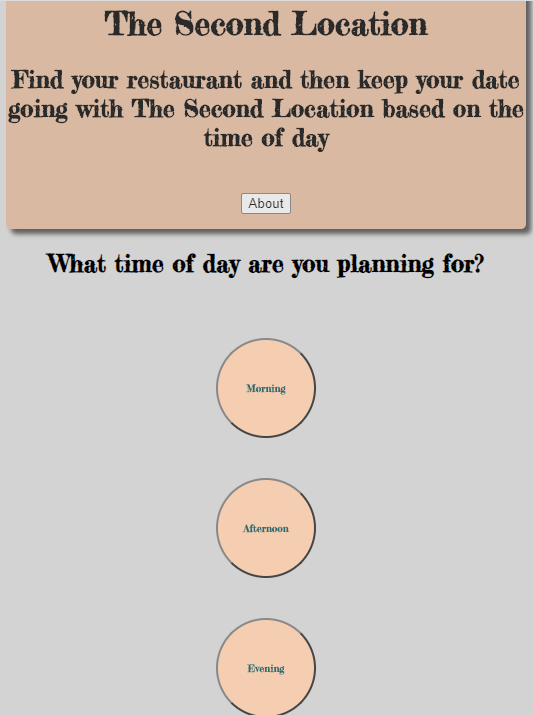 The Second Location
Find your restaurant and then keep your date
going with The Second Location based on the
time of day
About
What time of day are you planning for?
Morning
Afternoon
Evening